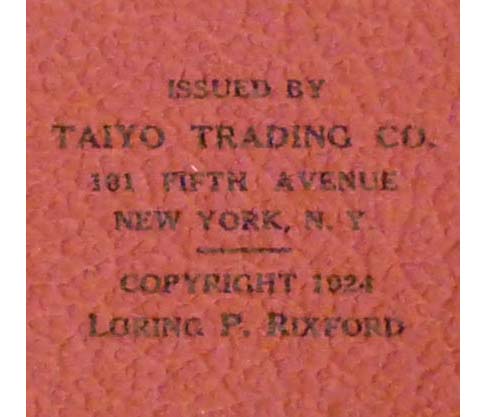 ISSUED BY
TAIYO TRADING CO.
101 FIFTH AVENUE
NEW YORK, N. Y.
COPYRIGHT 1924
LORING P. RIXFORD